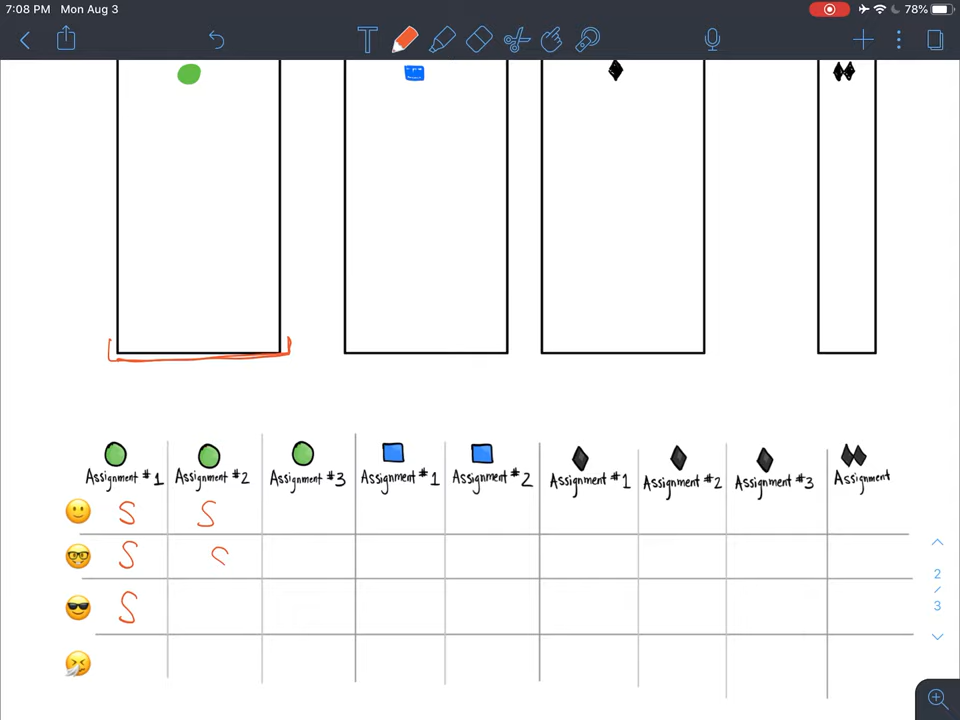 7:08 PM Mon Aug 3 78%
T
Assignment #1 Assignment #2 Assignment #3 Assignment #1 Assignment #2 Assignment #1 Assignment #2 Assignment #3 Assignment
S S
S
S
2
/
3